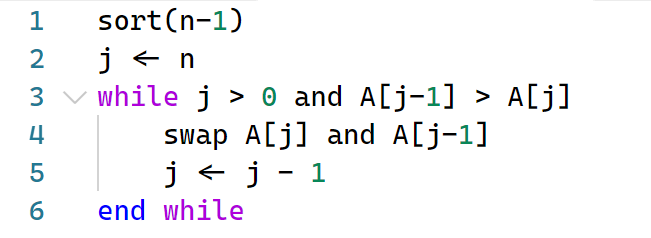 1 sort(n-1)
2 j ← n
3 while j > 0 and A[j-1] > A[j]
4 swap A[j] and A[j-1]
5 j ← j - 1
6 end while